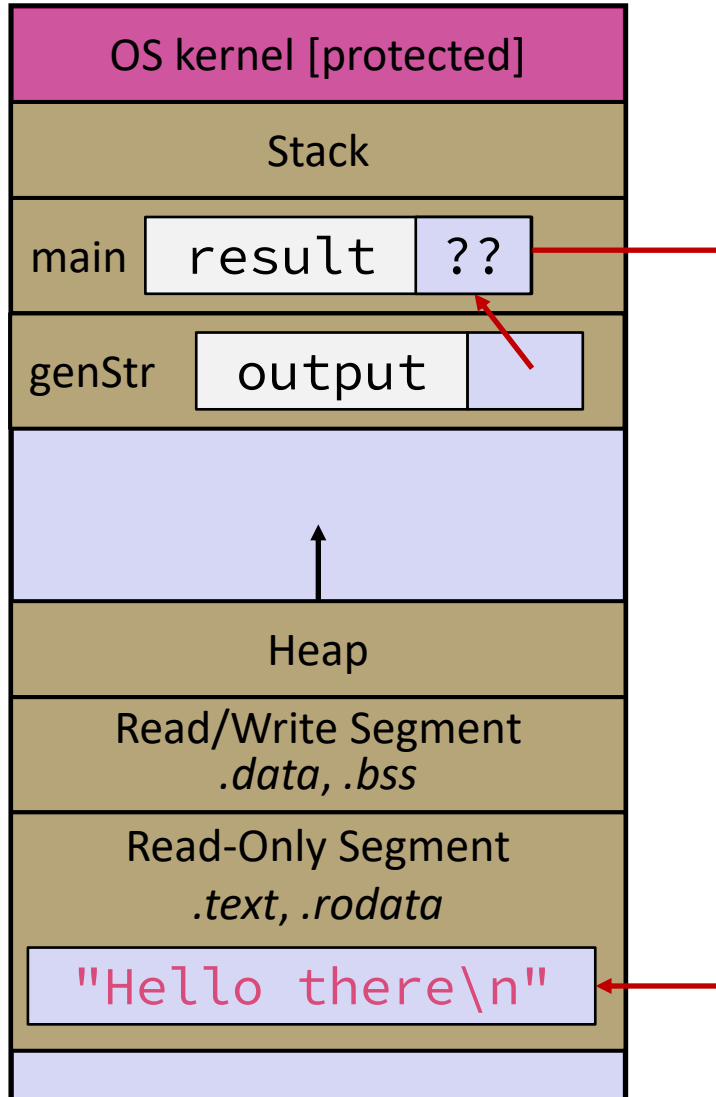 OS kernel [protected]
Stack
main result ??
genStr output
Heap
Read/Write Segment
.data, .bss
Read-Only Segment
.text, .rodata
"Hello there\n"